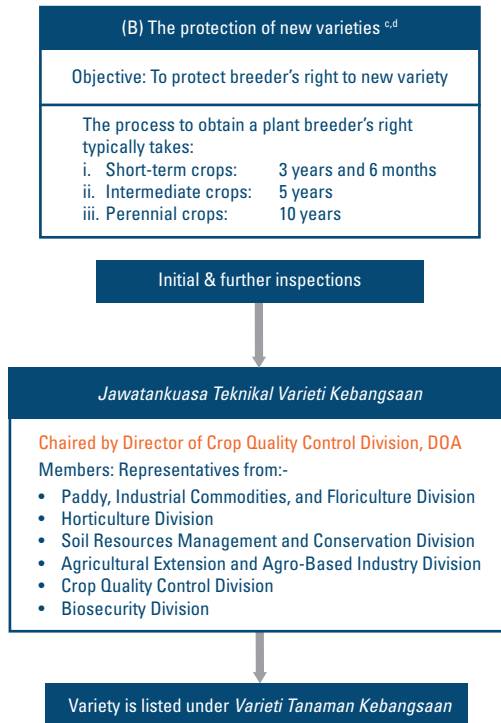 (B) The protection of new varieties c,d
Objective: To protect breeder's right to new variety
The process to obtain a plant breeder's right
typically takes:
i. Short-term crops: 3 years and 6 months
ii. Intermediate crops: 5 years
iii. Perennial crops: 10 years
Initial & further inspections
Jawatankuasa Teknikal Varieti Kebangsaan
Chaired by Director of Crop Quality Control Division, DOA
Members: Representatives from:-
• Paddy, Industrial Commodities, and Floriculture Division
• Horticulture Division
• Soil Resources Management and Conservation Division
• Agricultural Extension and Agro-Based Industry Division
• Crop Quality Control Division
• Biosecurity Division
Variety is listed under Varieti Tanaman Kebangsaan